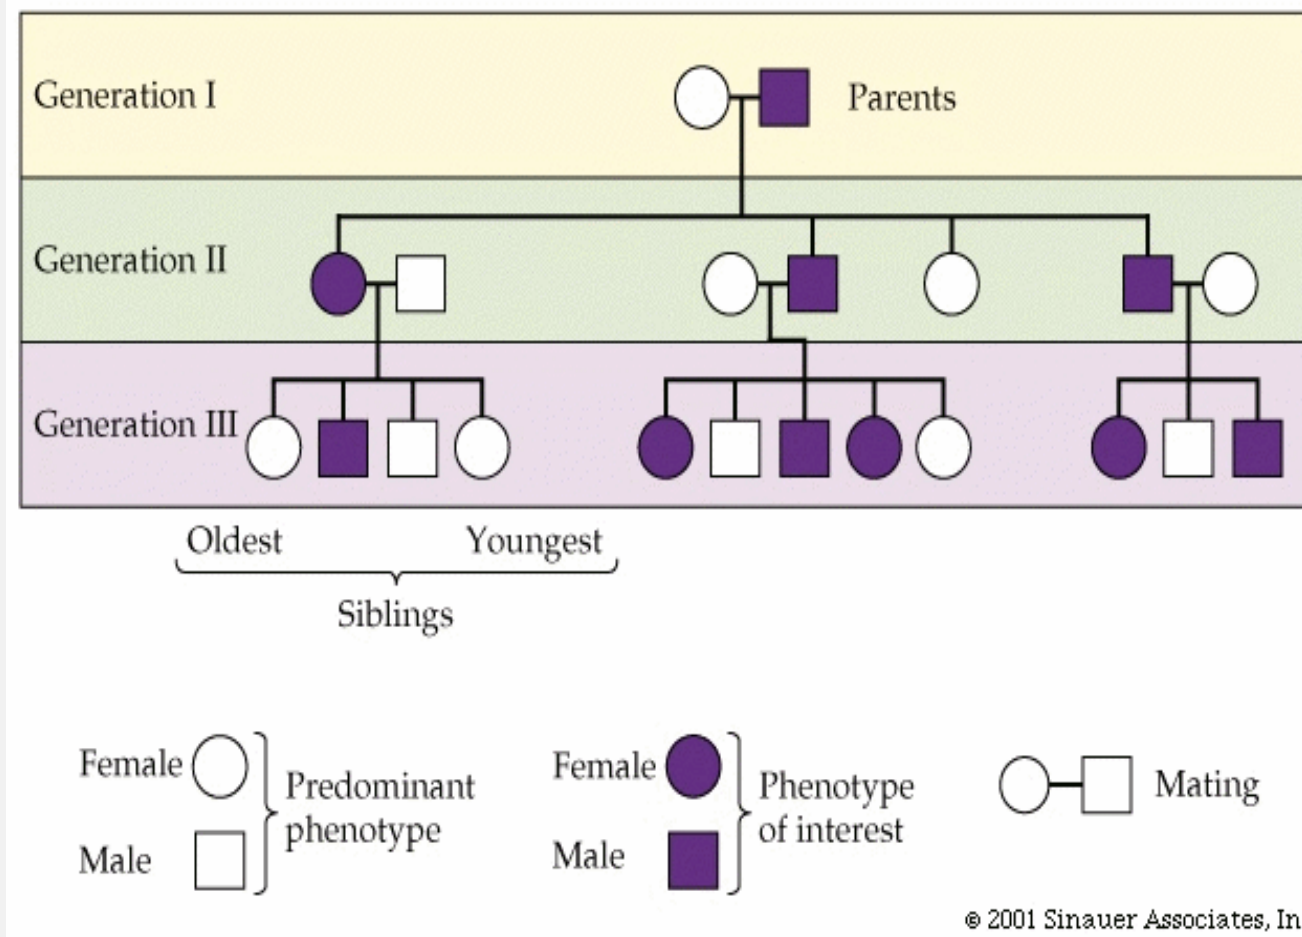 Generation I
Parents
Generation II
Generation III
Oldest Youngest
Siblings
Female
Male
Predominant
phenotype
Female
Male
Phenotype
of interest
Mating
© 2001 Sinauer Associates, In